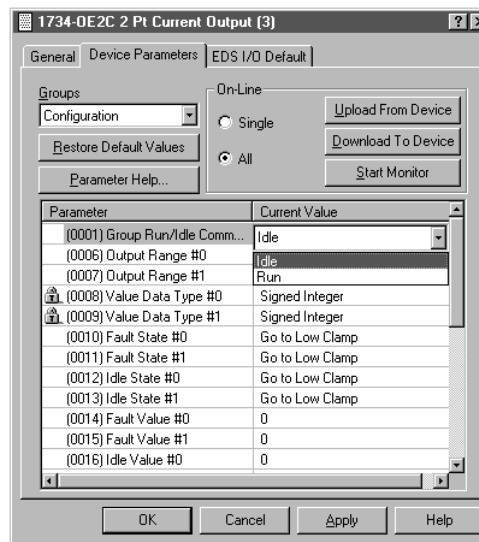 1734-OE2C 2 Pt Current Output (3)
General Device Parameters EDS I/O Default
Groups
Configuration
Restore Default Values
Parameter Help...
On-Line
Single
All
Upload From Device
Download To Device
Start Monitor
Parameter Current Value
(0001) Group Run/Idle Comm... Idle
Idle
Run
(0006) Output Range #0
(0007) Output Range #1
(0008) Value Data Type #0 Signed Integer
(0009) Value Data Type #1 Signed Integer
(0010) Fault State #0 Go to Low Clamp
(0011) Fault State #1 Go to Low Clamp
(0012) Idle State #0 Go to Low Clamp
(0013) Idle State #1 Go to Low Clamp
(0014) Fault Value #0 0
(0015) Fault Value #1 0
(0016) Idle Value #0 0
OK Cancel Apply Help